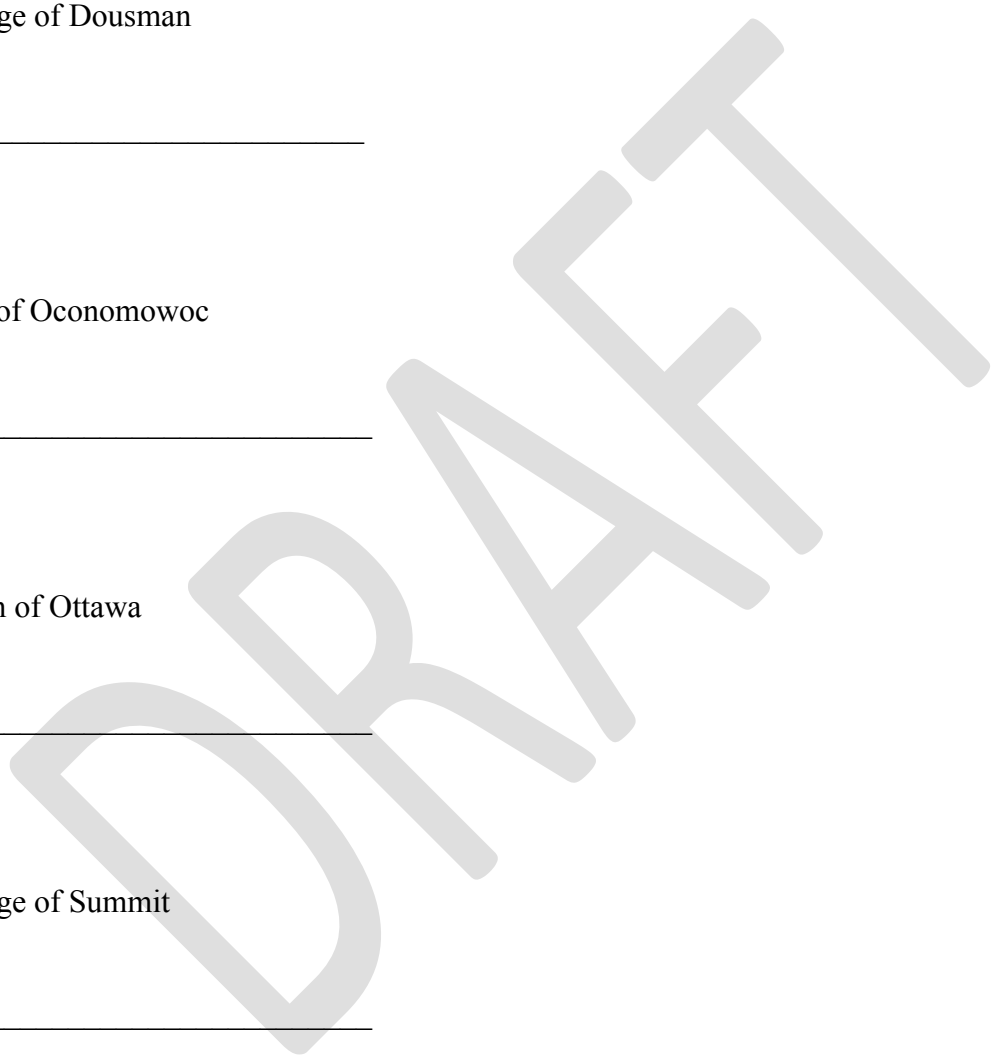 ge of Dousman
of Oconomowoc
n of Ottawa
ge of Summit
DRAFT